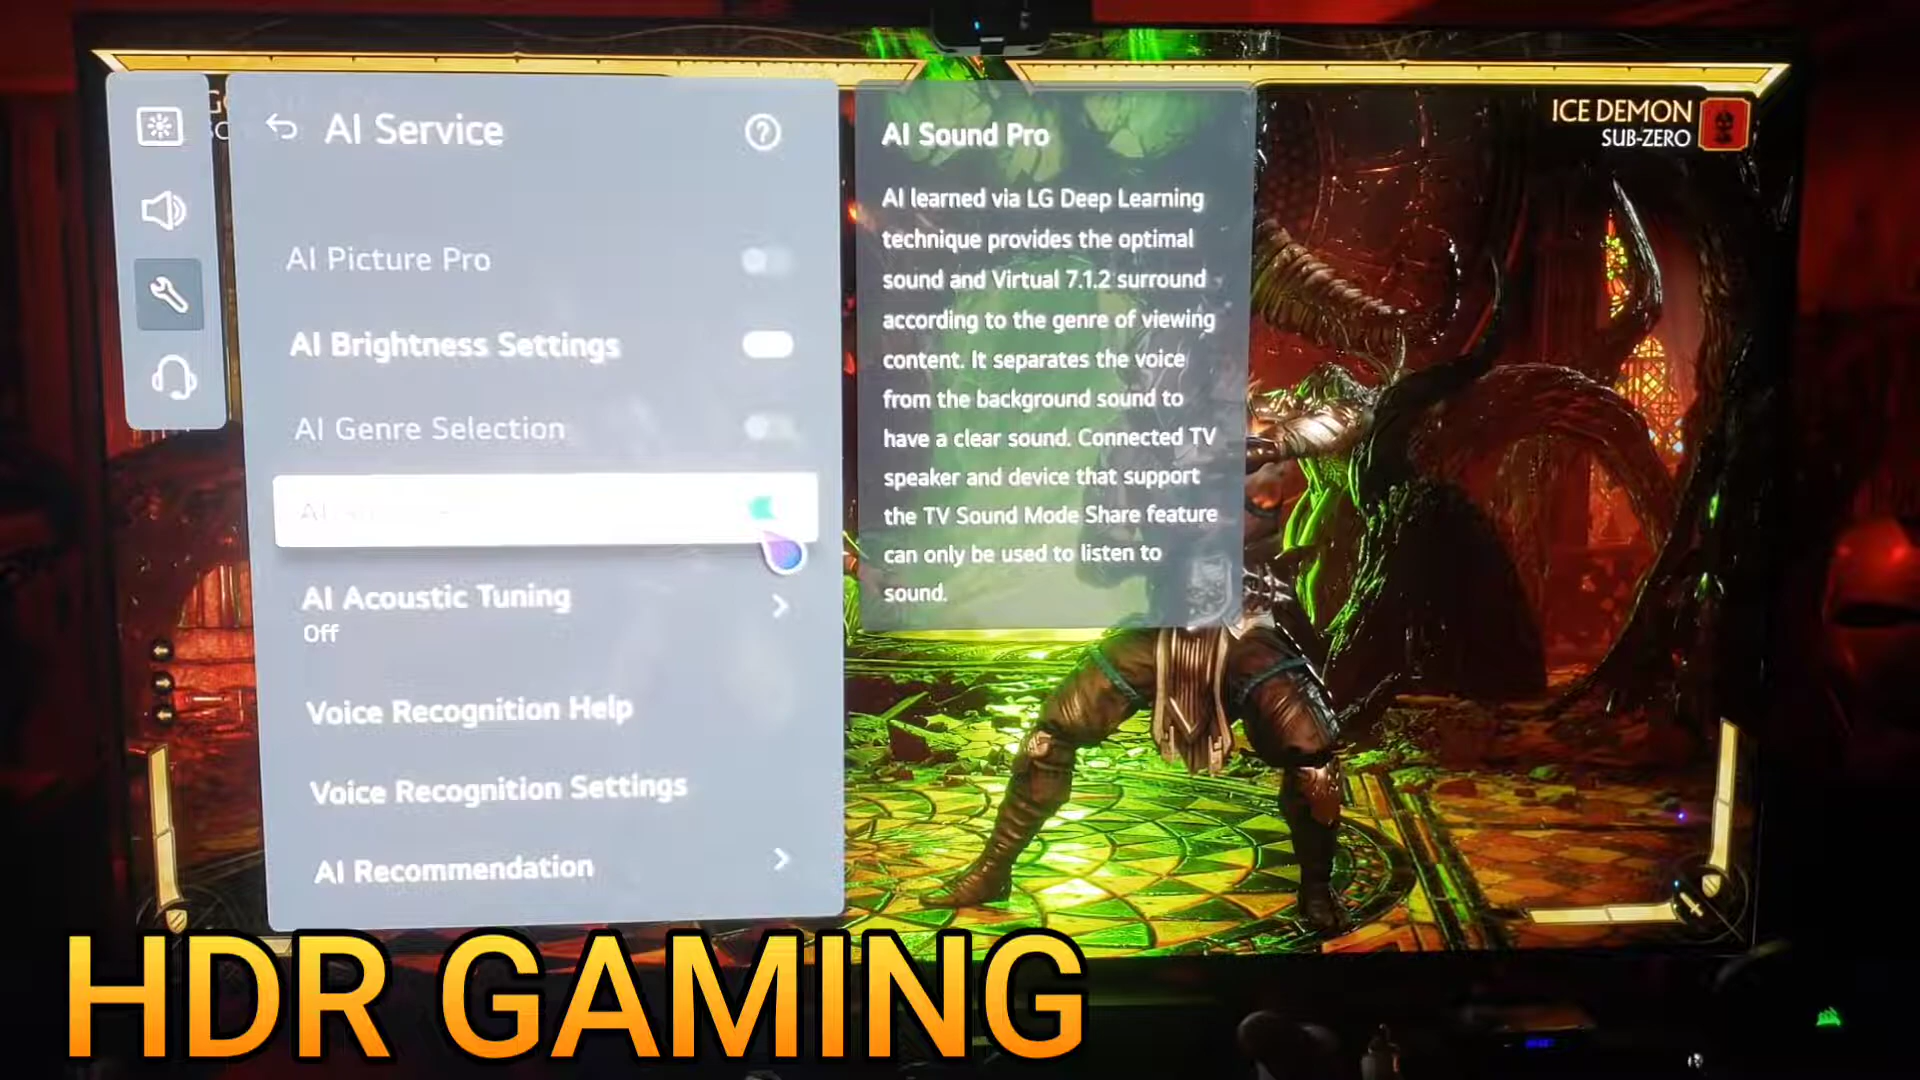 AI Service
AI Picture Pro
AI Brightness Settings
AI Genre Selection
AI
AI Acoustic Tuning
Off
Voice Recognition Help
Voice Recognition Settings
AI Recommendation
AI Sound Pro
AI learned via LG Deep Learning
technique provides the optimal
sound and Virtual 7.1.2 surround
according to the genre of viewing
content. It separates the voice
from the background sound to
have a clear sound. Connected TV
speaker and device that support
the TV Sound Mode Share feature
can only be used to listen to
sound.
ICE DEMON
SUB-ZERO
HDR GAMING